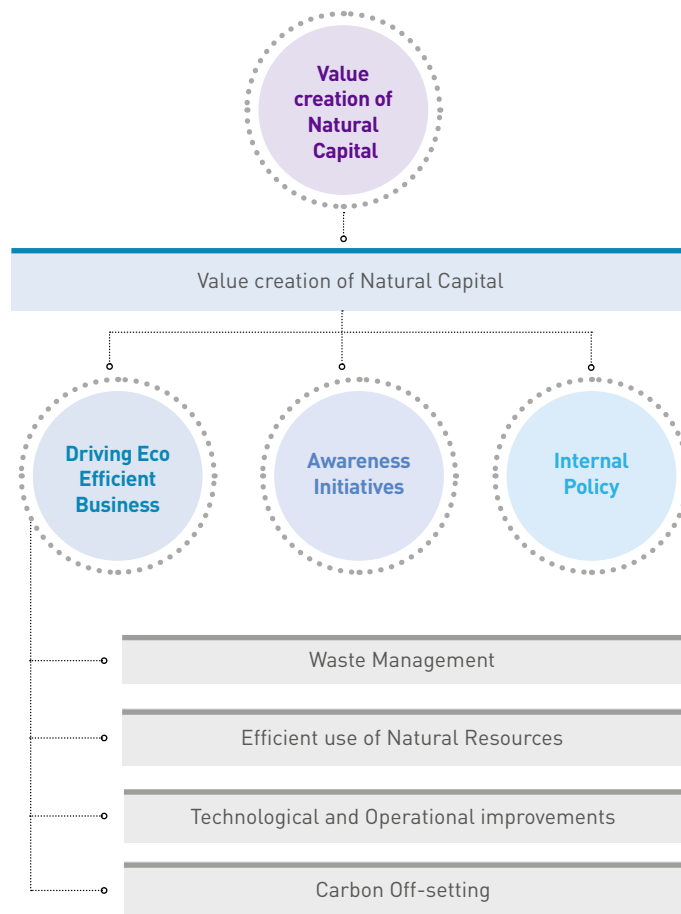 Value
creation of
Natural
Capital
Value creation of Natural Capital
Driving Eco
Efficient
Business
Awareness
Initiatives
Internal
Policy
Waste Management
Efficient use of Natural Resources
Technological and Operational improvements
Carbon Off-setting